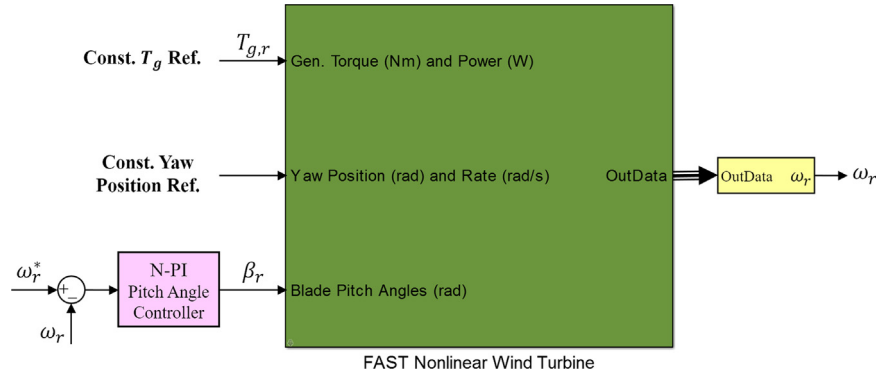 Const. T_g Ref.
T_{g,r}
Gen. Torque (Nm) and Power (W)
Const. Yaw
Position Ref.
Yaw Position (rad) and Rate (rad/s)
OutData
OutData ω_r
ω_r
ω_r^*
+
−
ω_r
N-PI
Pitch Angle
Controller
β_r
Blade Pitch Angles (rad)
FAST Nonlinear Wind Turbine